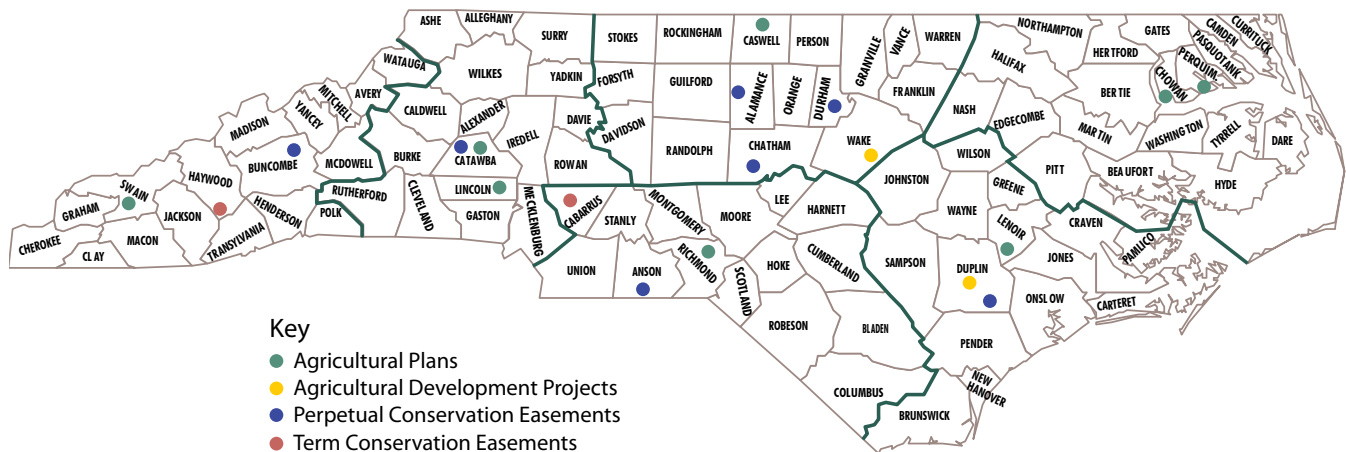 ASHE
ALLEGHANY
SURRY
STOKES
ROCKINGHAM
CASWELL
PERSON
GRANVILLE
VANCE
WARREN
NORTHAMPTON
GATES
CAMDEN
CURRITUCK
PASQUOTANK
PERQUIM.
HERTFORD
HALIFAX
WATAUGA
WILKES
YADKIN
FORSYTH
GUILFORD
ALAMANCE
ORANGE
DURHAM
FRANKLIN
NASH
EDGECOMBE
BERTIE
CHOWAN
MITCHELL
AVERY
YANCEY
MADISON
CALDWELL
ALEXANDER
IREDELL
DAVIE
DAVIDSON
RANDOLPH
CHATHAM
WAKE
WILSON
MARTIN
WASHINGTON
TYRRELL
DARE
BUNCOMBE
MCDOWELL
BURKE
CATAWBA
ROWAN
JOHNSTON
GREENE
PITT
BEAUFORT
HYDE
HAYWOOD
SWAIN
RUTHERFORD
CLEVELAND
LINCOLN
GASTON
MECKLENBURG
CABARRUS
STANLY
MONTGOMERY
MOORE
LEE
HARNETT
WAYNE
LENOIR
CRAVEN
PAMLICO
GRAHAM
JACKSON
HENDERSON
POLK
TRANSYLVANIA
CHEROKEE
MACON
CLAY
UNION
ANSON
RICHMOND
SCOTLAND
HOKE
CUMBERLAND
SAMPSON
DUPLIN
JONES
ONSLOW
CARTERET
ROBESON
BLADEN
PENDER
COLUMBUS
NEW
HANOVER
BRUNSWICK
Key
Agricultural Plans
Agricultural Development Projects
Perpetual Conservation Easements
Term Conservation Easements